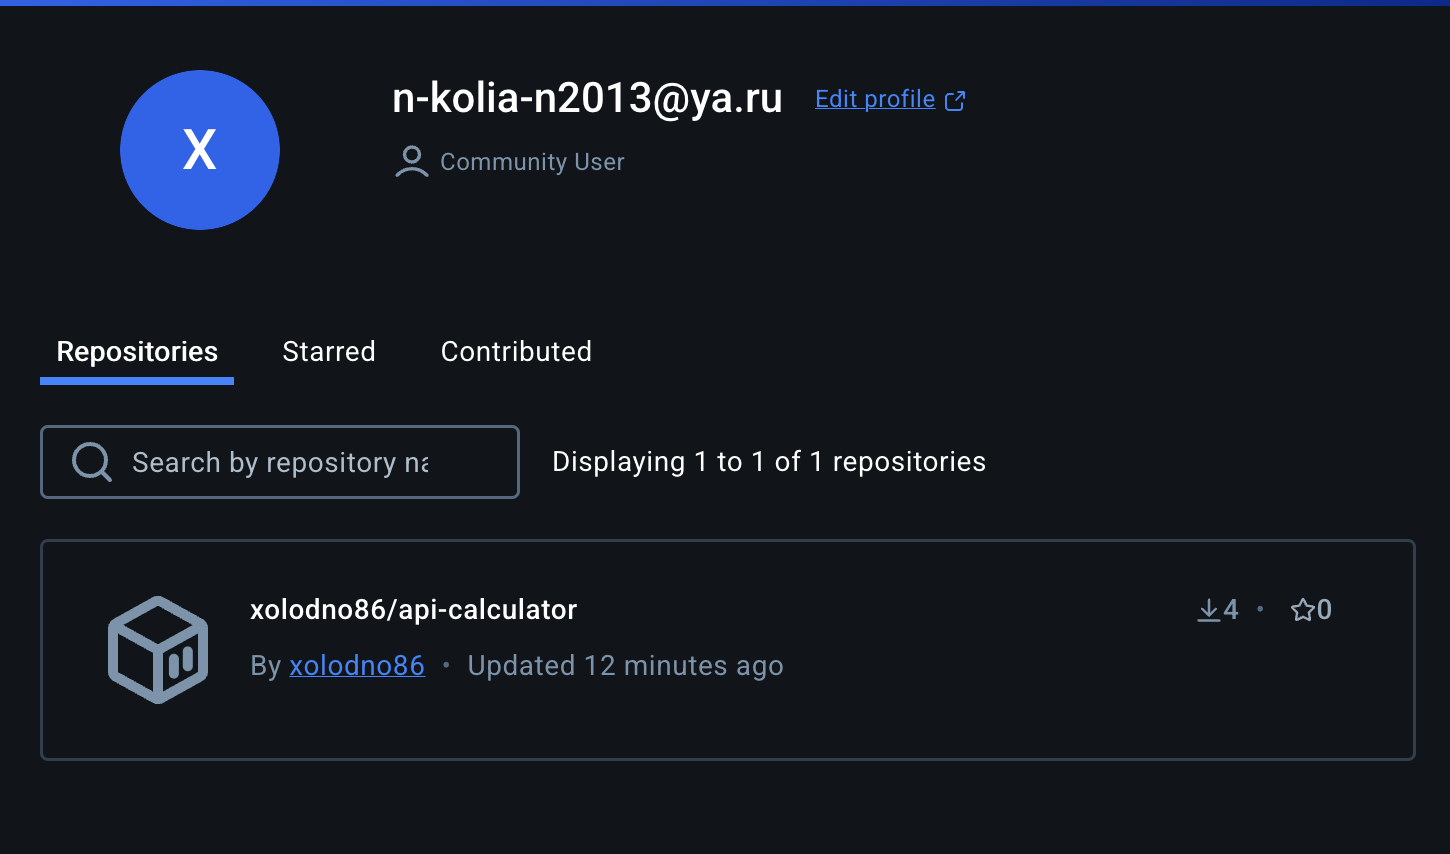 X
n-kolia-n2013@ya.ru Edit profile
Community User
Repositories Starred Contributed
Search by repository na
Displaying 1 to 1 of 1 repositories
xolodno86/api-calculator 4 • 0
By xolodno86 • Updated 12 minutes ago